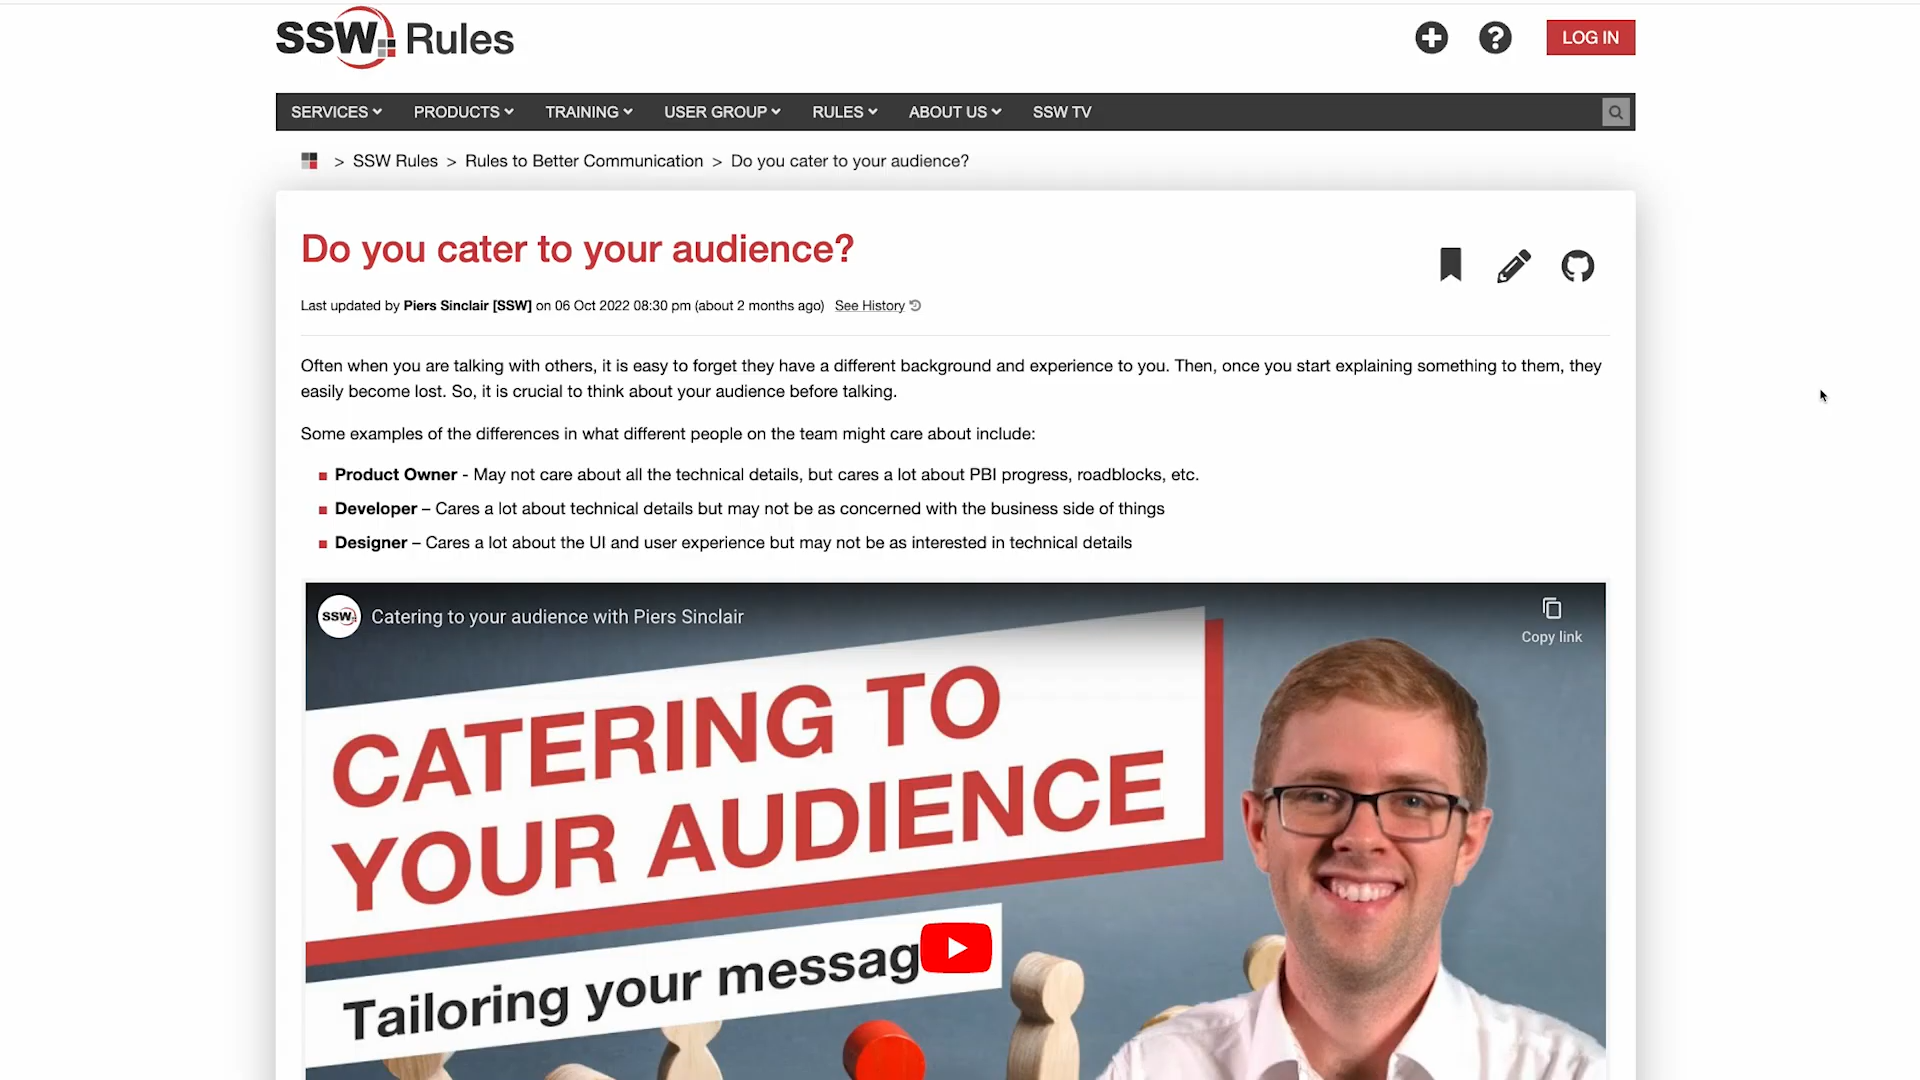 SSW Rules
LOG IN
SERVICES PRODUCTS TRAINING USER GROUP RULES ABOUT US SSW TV
> SSW Rules > Rules to Better Communication > Do you cater to your audience?
Do you cater to your audience?
Last updated by Piers Sinclair [SSW] on 06 Oct 2022 08:30 pm (about 2 months ago) See History
Often when you are talking with others, it is easy to forget they have a different background and experience to you. Then, once you start explaining something to them, they
easily become lost. So, it is crucial to think about your audience before talking.
Some examples of the differences in what different people on the team might care about include:
Product Owner - May not care about all the technical details, but cares a lot about PBI progress, roadblocks, etc.
Developer – Cares a lot about technical details but may not be as concerned with the business side of things
Designer – Cares a lot about the UI and user experience but may not be as interested in technical details
SSW
Catering to your audience with Piers Sinclair
Copy link
CATERING TO
YOUR AUDIENCE
Tailoring your messag